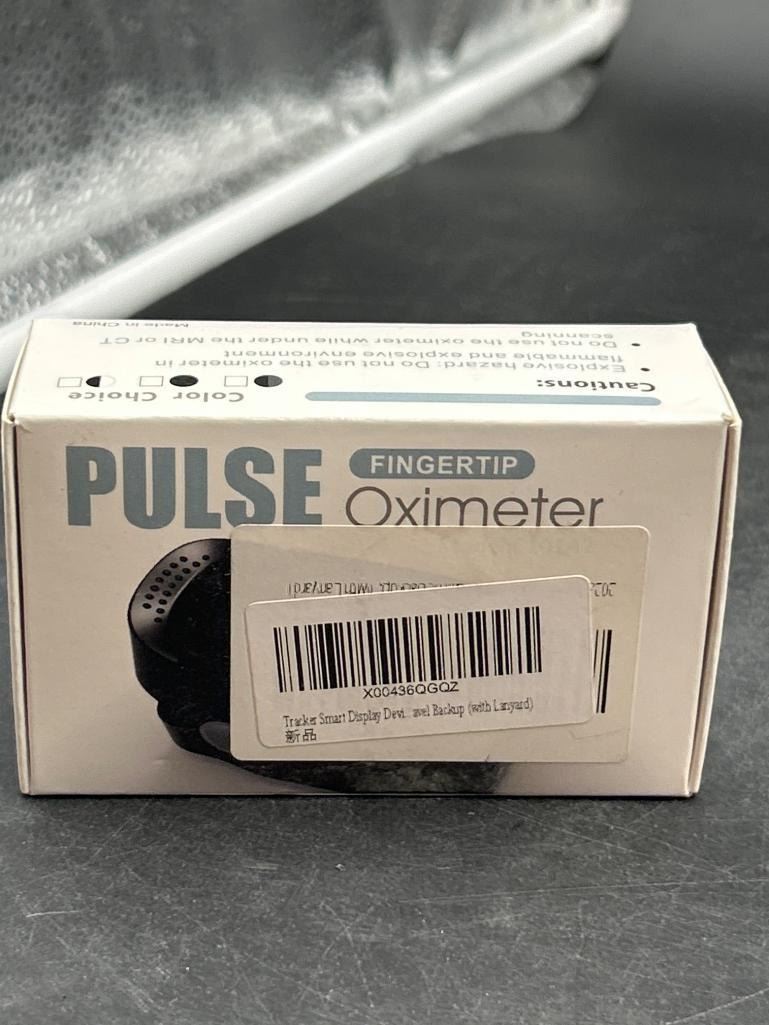 Cautions:
• Explosive hazard: Do not use the oximeter in
flammable and explosive environment
• Do not use the oximeter while under the MRI or CT
scanning
Color Choice
Made in China
PULSE
FINGERTIP
Oximeter
(with Lanyard)
X00436QGQZ
Tracker Smart Display Devi... avel Backup (with Lanyard)
新品